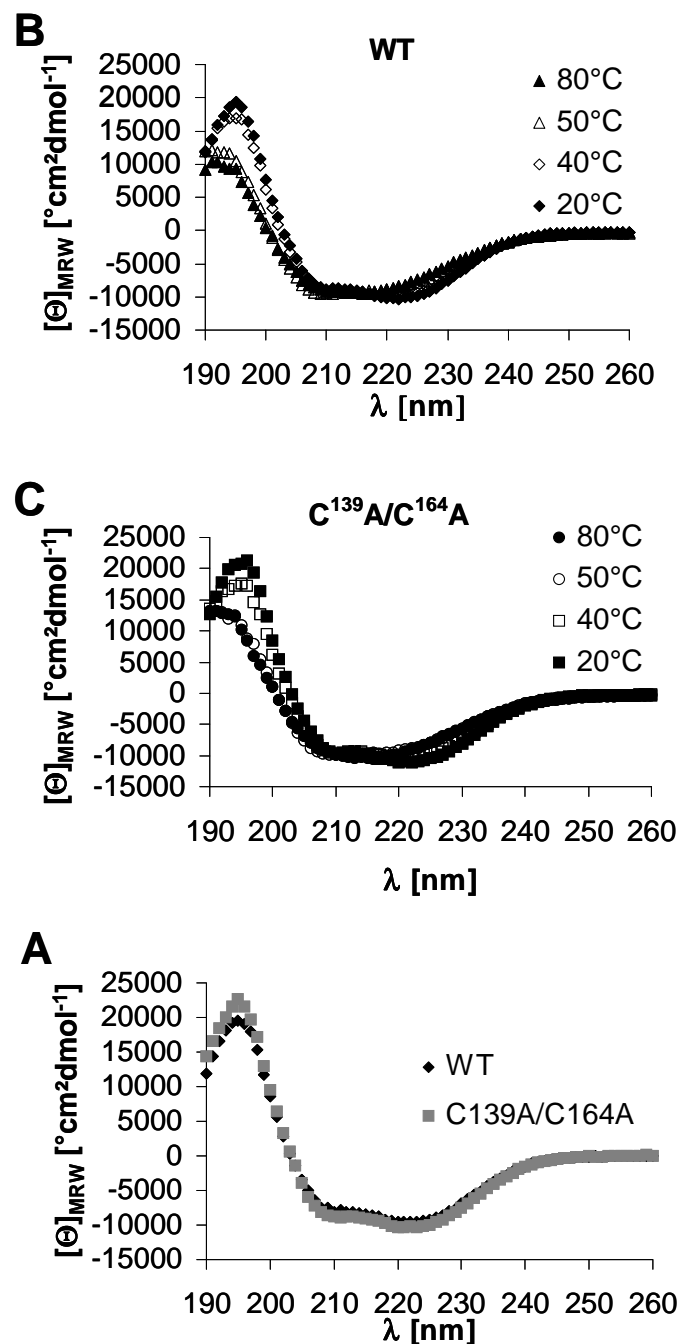 B
WT
[Θ]MRW [°cm²dmol⁻¹]
25000
20000
15000
10000
5000
0
-5000
-10000
-15000
80°C
50°C
40°C
20°C
190 200 210 220 230 240 250 260
λ [nm]
C
C¹³⁹A/C¹⁶⁴A
[Θ]MRW [°cm²dmol⁻¹]
25000
20000
15000
10000
5000
0
-5000
-10000
-15000
80°C
50°C
40°C
20°C
190 200 210 220 230 240 250 260
λ [nm]
A
[Θ]MRW [°cm²dmol⁻¹]
25000
20000
15000
10000
5000
0
-5000
-10000
-15000
WT
C139A/C164A
190 200 210 220 230 240 250 260
λ [nm]